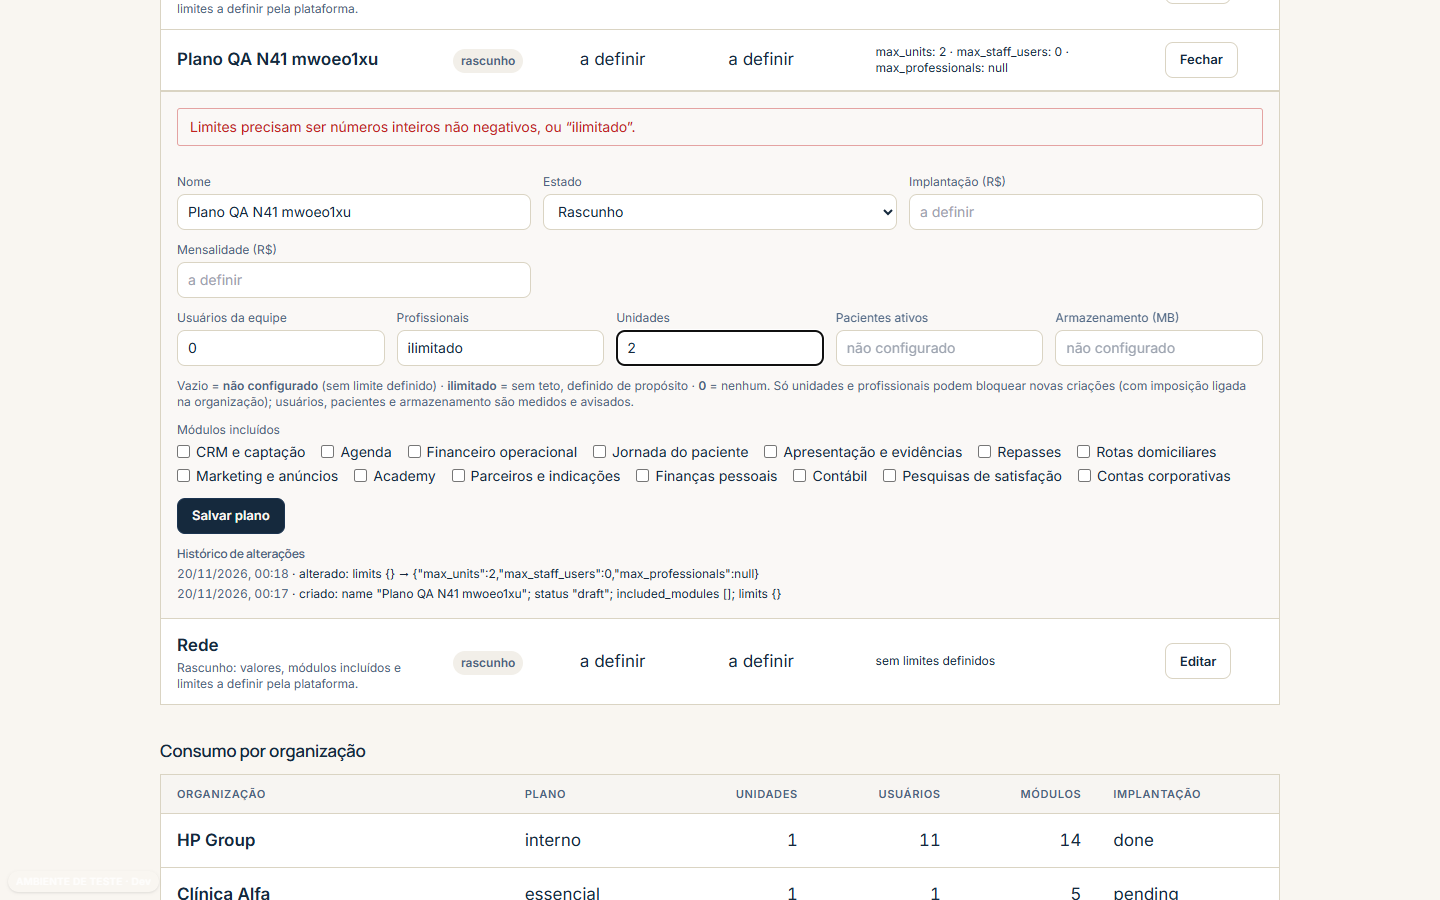 limites a definir pela plataforma.
Plano QA N41 mwoeo1xu
rascunho
a definir
a definir
max_units: 2 · max_staff_users: 0 ·
max_professionals: null
Fechar
Limites precisam ser números inteiros não negativos, ou “ilimitado”.
Nome
Estado
Implantação (R$)
Plano QA N41 mwoeo1xu
Rascunho
a definir
Mensalidade (R$)
a definir
Usuários da equipe
Profissionais
Unidades
Pacientes ativos
Armazenamento (MB)
0
ilimitado
2
não configurado
não configurado
Vazio = não configurado (sem limite definido) · ilimitado = sem teto, definido de propósito · 0 = nenhum. Só unidades e profissionais podem bloquear novas criações (com imposição ligada
na organização); usuários, pacientes e armazenamento são medidos e avisados.
Módulos incluídos
CRM e captação
Agenda
Financeiro operacional
Jornada do paciente
Apresentação e evidências
Repasses
Rotas domiciliares
Marketing e anúncios
Academy
Parceiros e indicações
Finanças pessoais
Contábil
Pesquisas de satisfação
Contas corporativas
Salvar plano
Histórico de alterações
20/11/2026, 00:18 · alterado: limits {} → {"max_units":2,"max_staff_users":0,"max_professionals":null}
20/11/2026, 00:17 · criado: name "Plano QA N41 mwoeo1xu"; status "draft"; included_modules []; limits {}
Rede
Rascunho: valores, módulos incluídos e
limites a definir pela plataforma.
rascunho
a definir
a definir
sem limites definidos
Editar
Consumo por organização
ORGANIZAÇÃO
PLANO
UNIDADES
USUÁRIOS
MÓDULOS
IMPLANTAÇÃO
HP Group
interno
1
11
14
done
Clínica Alfa
essencial
1
1
5
pending
AMBIENTE DE TESTE